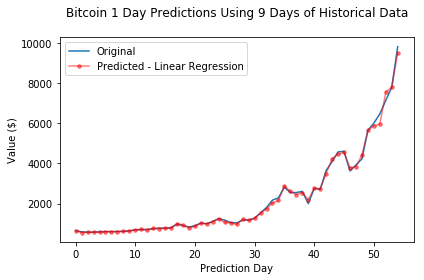 Bitcoin 1 Day Predictions Using 9 Days of Historical Data
Original
Predicted - Linear Regression
Value ($)
10000
8000
6000
4000
2000
0 10 20 30 40 50
Prediction Day